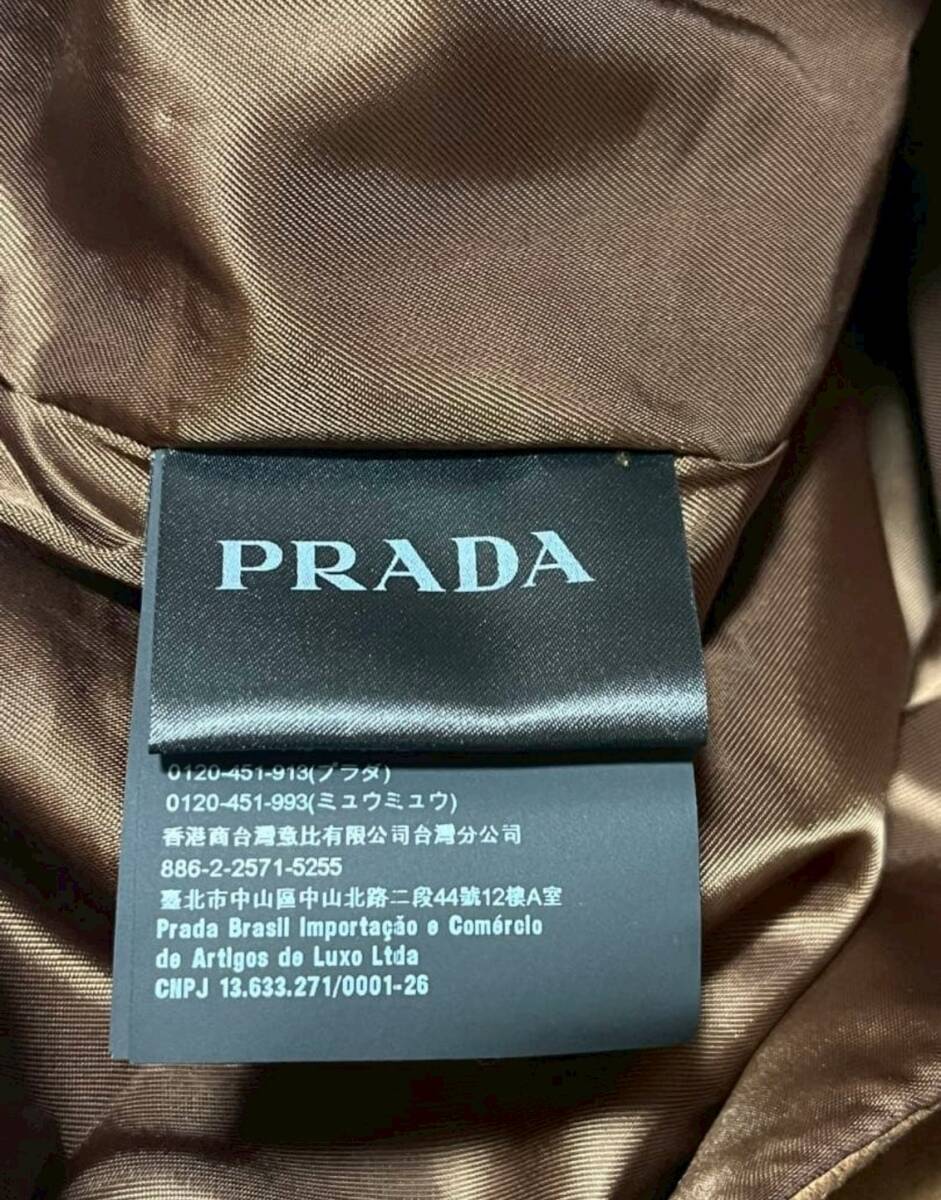 PRADA
0120-451-913(プラダ)
0120-451-993(ミュウミュウ)
香港商台灣意比有限公司台灣分公司
886-2-2571-5255
臺北市中山區中山北路二段44號12樓A室
Prada Brasil Importação e Comércio
de Artigos de Luxo Ltda
CNPJ 13.633.271/0001-26